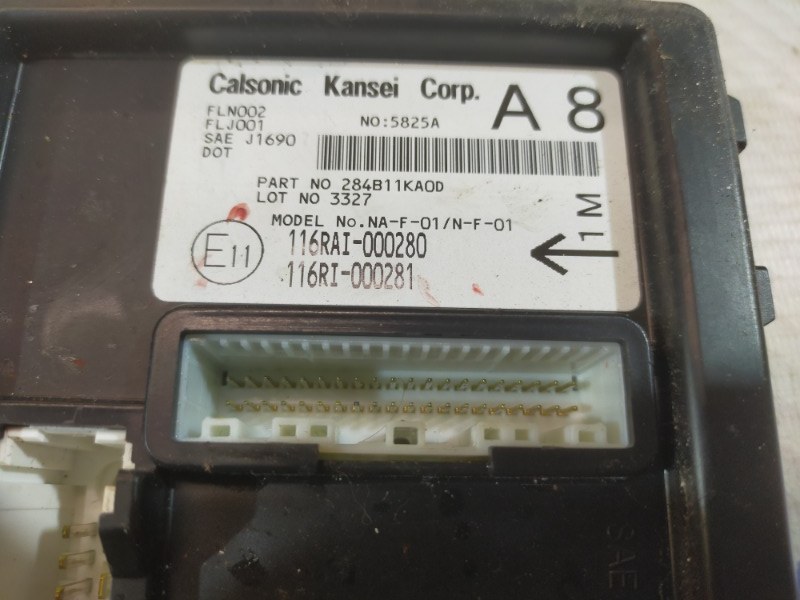 Calsonic Kansei Corp. A 8
FLN002
FLJ001 NO:5825A
SAE J1690
DOT
PART NO 284B11KA0D
LOT NO 3327
MODEL No.NA-F-01/N-F-01
1M
E11
116RAI-000280
116RI-000281
SAE